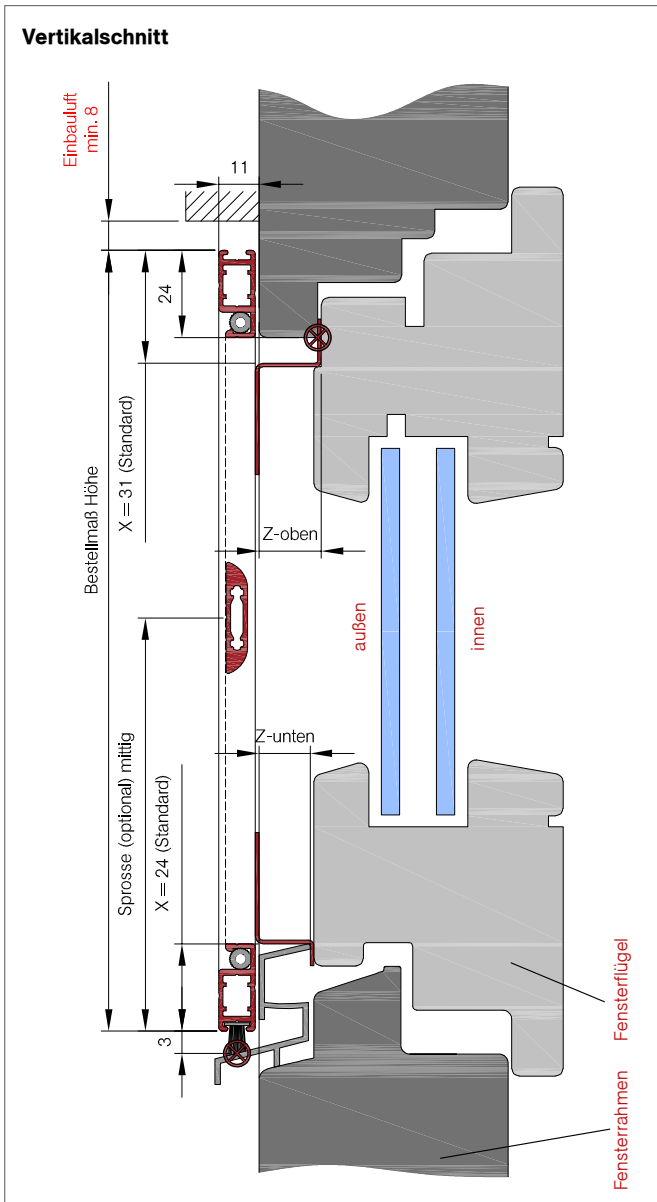 Vertikalschnitt
Einbauluft
min. 8
11
24
X = 31 (Standard)
Bestellmaß Höhe
Z-oben
außen
innen
Z-unten
Sprosse (optional) mittig
X = 24 (Standard)
3
Fensterflügel
Fensterrahmen